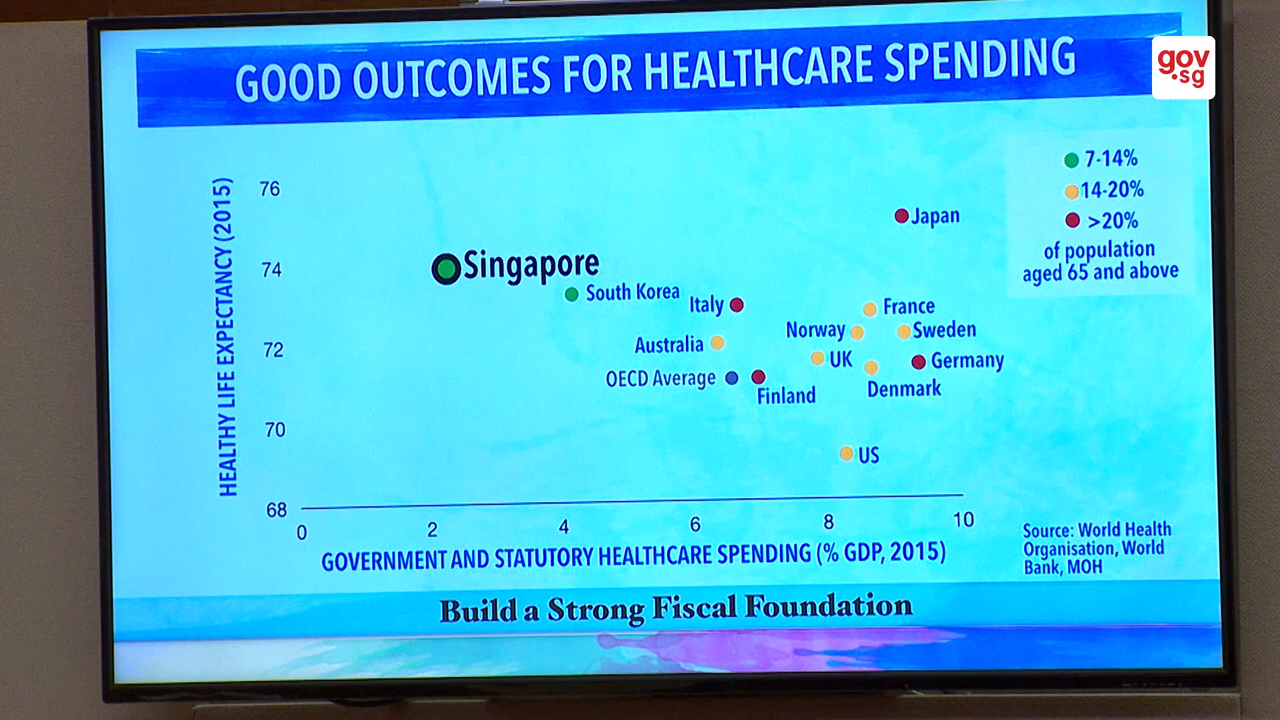 GOOD OUTCOMES FOR HEALTHCARE SPENDING
gov
.sg
HEALTHY LIFE EXPECTANCY (2015)
76
74
72
70
68
0
2
4
6
8
10
GOVERNMENT AND STATUTORY HEALTHCARE SPENDING (% GDP, 2015)
Japan
Singapore
South Korea
Italy
France
Norway
Sweden
Australia
UK
Germany
OECD Average
Finland
Denmark
US
7-14%
14-20%
>20%
of population
aged 65 and above
Source: World Health
Organisation, World
Bank, MOH
Build a Strong Fiscal Foundation